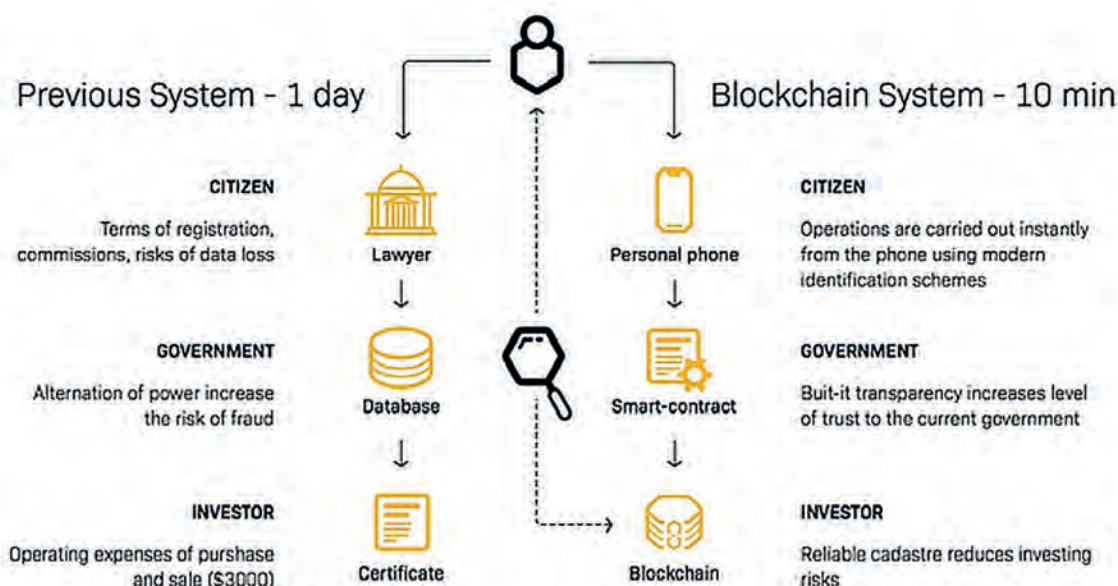 Previous System - 1 day
CITIZEN
Terms of registration,
commissions, risks of data loss
Lawyer
GOVERNMENT
Alternation of power increase
the risk of fraud
Database
INVESTOR
Operating expenses of purshase
and sale ($3000)
Certificate
Blockchain System - 10 min
Personal phone
CITIZEN
Operations are carried out instantly
from the phone using modern
identification schemes
Smart-contract
GOVERNMENT
Buit-it transparency increases level
of trust to the current government
Blockchain
INVESTOR
Reliable cadastre reduces investing
risks